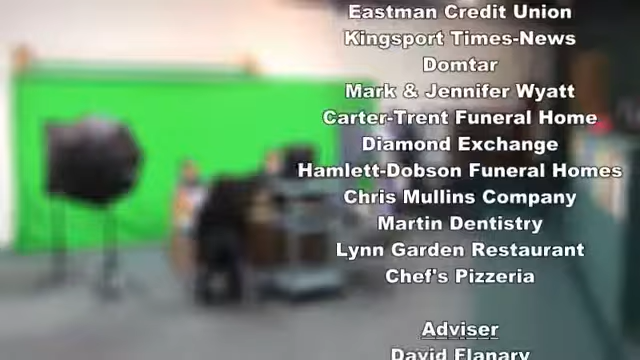 Eastman Credit Union
Kingsport Times-News
Domtar
Mark & Jennifer Wyatt
Carter-Trent Funeral Home
Diamond Exchange
Hamlett-Dobson Funeral Homes
Chris Mullins Company
Martin Dentistry
Lynn Garden Restaurant
Chef's Pizzeria
Adviser
David Flanary